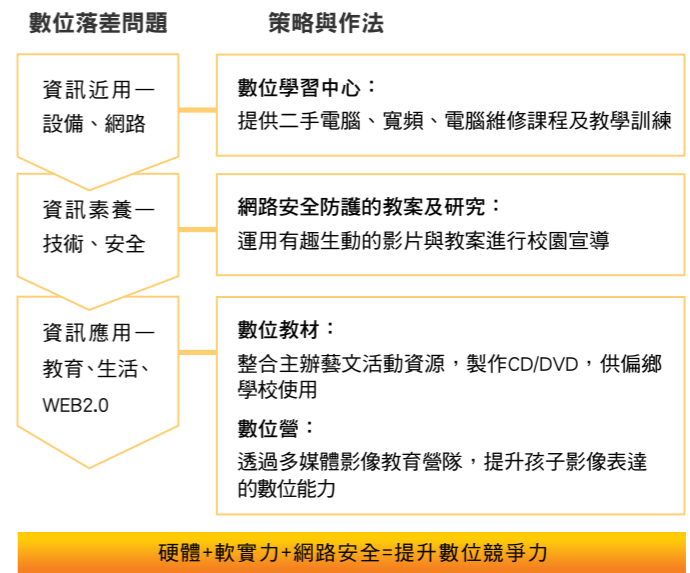 數位落差問題
策略與作法
資訊近用—
設備、網路
數位學習中心：
提供二手電腦、寬頻、電腦維修課程及教學訓練
資訊素養—
技術、安全
網路安全防護的教案及研究：
運用有趣生動的影片與教案進行校園宣導
資訊應用—
教育、生活、
WEB2.0
數位教材：
整合主辦藝文活動資源，製作CD/DVD，供偏鄉
學校使用
數位營：
透過多媒體影像教育營隊，提升孩子影像表達
的數位能力
硬體+軟實力+網路安全=提升數位競爭力